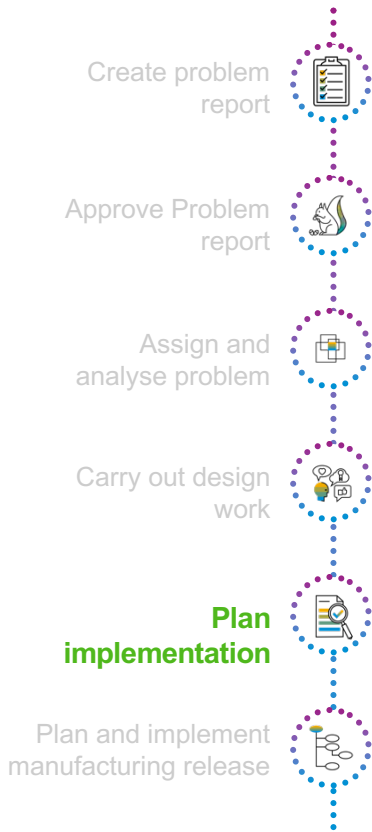 Create problem
report
Approve Problem
report
Assign and
analyse problem
Carry out design
work
Plan
implementation
Plan and implement
manufacturing release